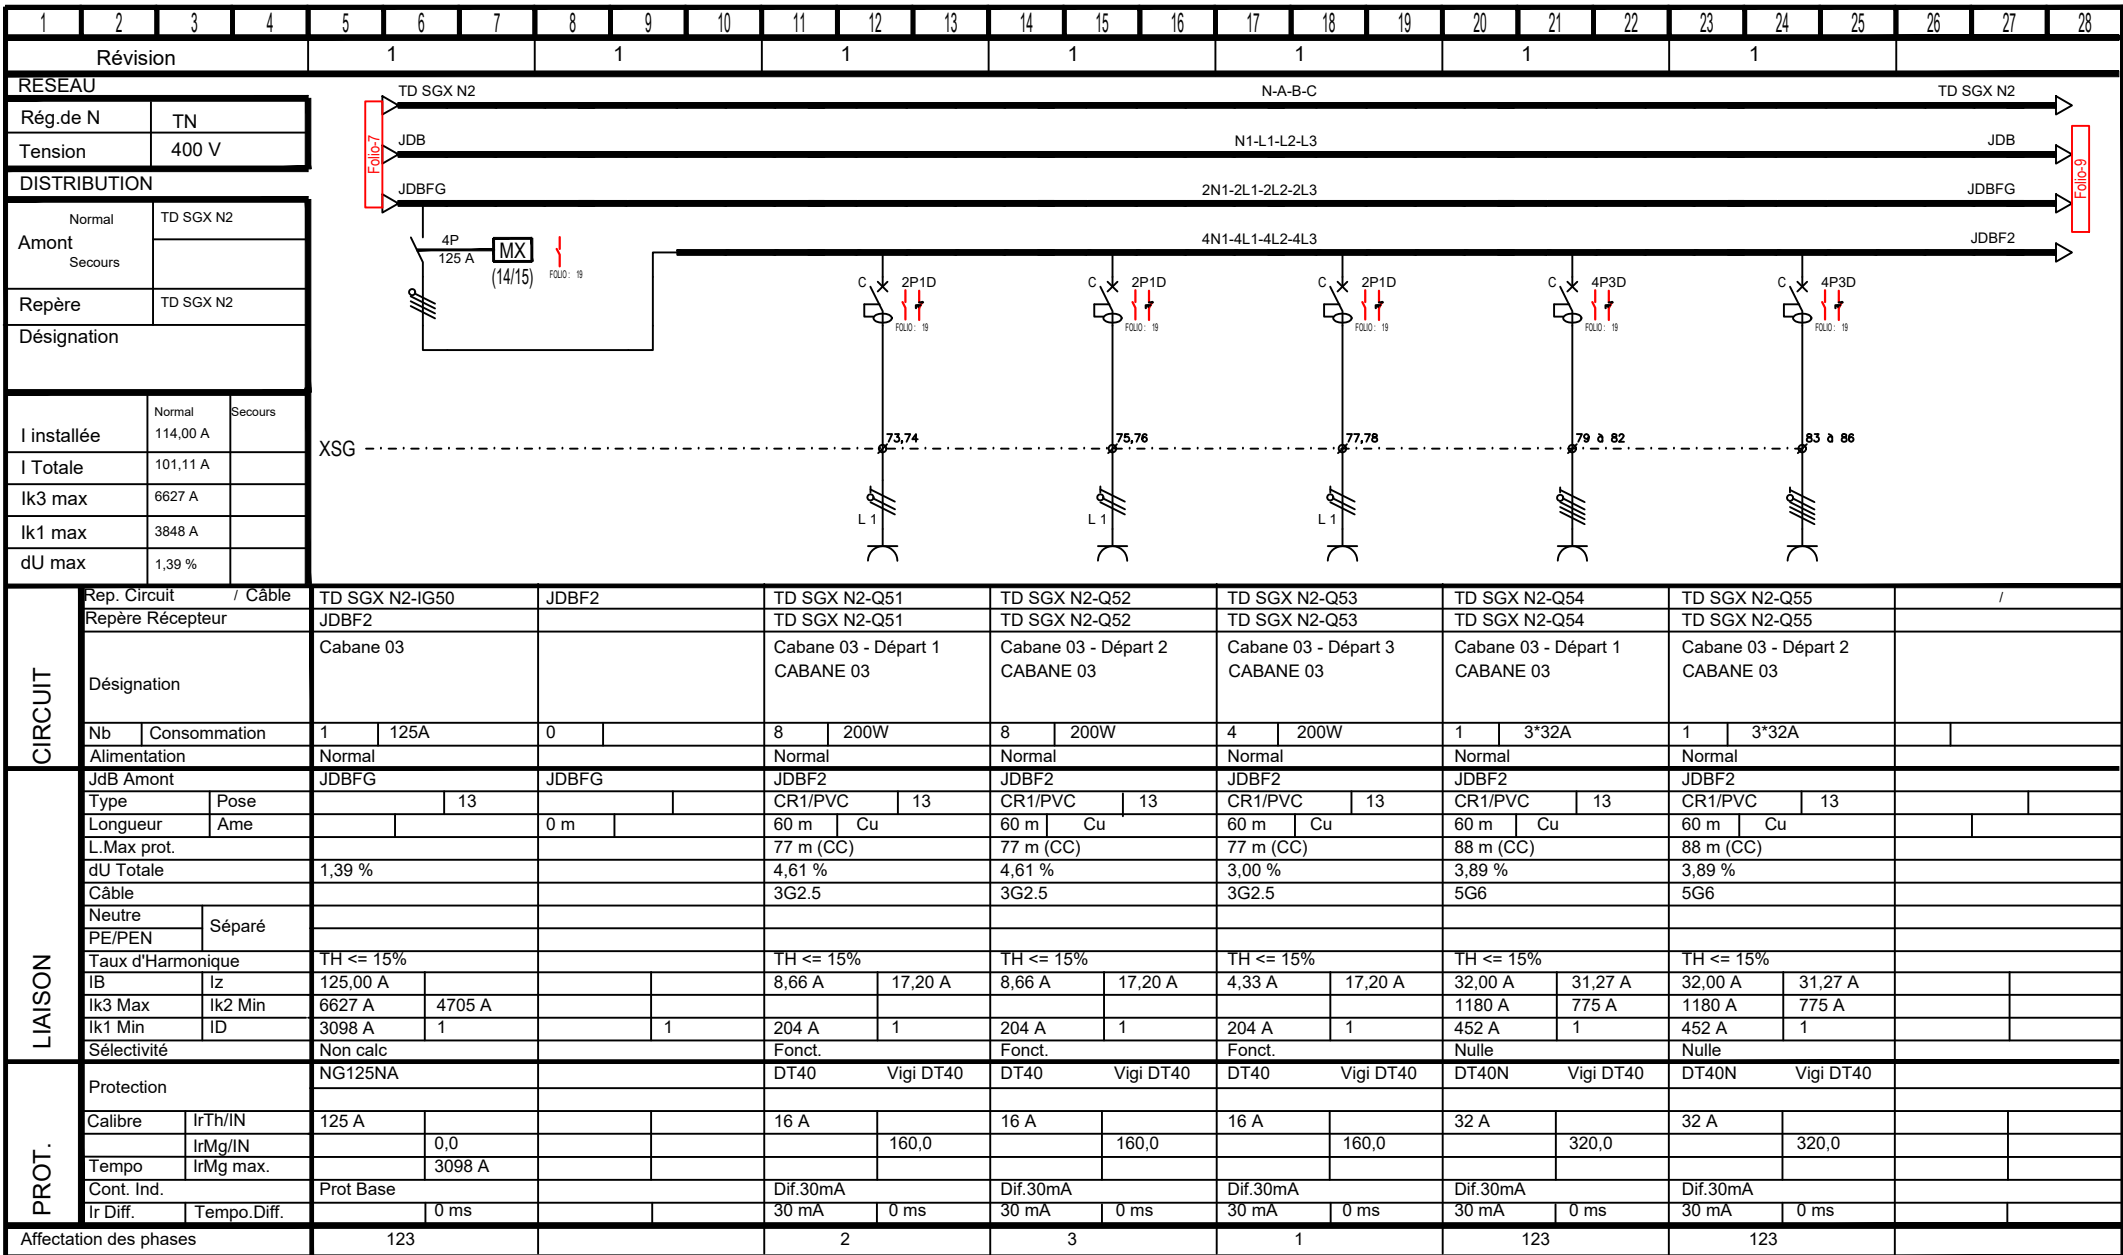 1 2 3 4 5 6 7 8 9 10 11 12 13 14 15 16 17 18 19 20 21 22 23 24 25 26 27 28
Révision 1 1 1 1 1 1 1
RESEAU
Rég.de N TN
Tension 400 V
DISTRIBUTION
Normal TD SGX N2
Amont
Secours
Repère TD SGX N2
Désignation
Normal Secours
I installée 114,00 A
I Totale 101,11 A
Ik3 max 6627 A
Ik1 max 3848 A
dU max 1,39 %
Folio-7
TD SGX N2 N-A-B-C TD SGX N2
JDB N1-L1-L2-L3 JDB
JDBFG 2N1-2L1-2L2-2L3 JDBFG
Folio-9
4N1-4L1-4L2-4L3 JDBF2
4P
125 A
MX
(14/15)
FOLIO : 19
C 2P1D C 2P1D C 2P1D C 4P3D C 4P3D
FOLIO : 19 FOLIO : 19 FOLIO : 19 FOLIO : 19 FOLIO : 19
XSG 73,74 75,76 77,78 79 à 82 83 à 86
L 1 L 1 L 1
CIRCUIT
Rep. Circuit / Câble TD SGX N2-IG50 JDBF2 TD SGX N2-Q51 TD SGX N2-Q52 TD SGX N2-Q53 TD SGX N2-Q54 TD SGX N2-Q55 /
Repère Récepteur JDBF2 TD SGX N2-Q51 TD SGX N2-Q52 TD SGX N2-Q53 TD SGX N2-Q54 TD SGX N2-Q55
Désignation Cabane 03 Cabane 03 - Départ 1 Cabane 03 - Départ 2 Cabane 03 - Départ 3 Cabane 03 - Départ 1 Cabane 03 - Départ 2
CABANE 03 CABANE 03 CABANE 03 CABANE 03 CABANE 03
Nb Consommation 1 125A 0 8 200W 8 200W 4 200W 1 3*32A 1 3*32A
Alimentation Normal Normal Normal Normal Normal Normal
LIAISON
JdB Amont JDBFG JDBFG JDBF2 JDBF2 JDBF2 JDBF2 JDBF2
Type Pose 13 CR1/PVC 13 CR1/PVC 13 CR1/PVC 13 CR1/PVC 13 CR1/PVC 13
Longueur Ame 0 m 60 m Cu 60 m Cu 60 m Cu 60 m Cu 60 m Cu
L.Max prot. 77 m (CC) 77 m (CC) 77 m (CC) 88 m (CC) 88 m (CC)
dU Totale 1,39 % 4,61 % 4,61 % 3,00 % 3,89 % 3,89 %
Câble 3G2.5 3G2.5 3G2.5 5G6 5G6
Neutre
Séparé
PE/PEN
Taux d'Harmonique TH <= 15% TH <= 15% TH <= 15% TH <= 15% TH <= 15% TH <= 15%
IB Iz 125,00 A 8,66 A 17,20 A 8,66 A 17,20 A 4,33 A 17,20 A 32,00 A 31,27 A 32,00 A 31,27 A
Ik3 Max Ik2 Min 6627 A 4705 A 1180 A 775 A 1180 A 775 A
Ik1 Min ID 3098 A 1 1 204 A 1 204 A 1 204 A 1 452 A 1 452 A 1
Sélectivité Non calc Fonct. Fonct. Fonct. Nulle Nulle
PROT.
Protection NG125NA DT40 Vigi DT40 DT40 Vigi DT40 DT40 Vigi DT40 DT40N Vigi DT40 DT40N Vigi DT40
Calibre IrTh/IN 125 A 16 A 16 A 16 A 32 A 32 A
IrMg/IN 0,0 160,0 160,0 160,0 320,0 320,0
Tempo IrMg max. 3098 A
Cont. Ind. Prot Base Dif.30mA Dif.30mA Dif.30mA Dif.30mA Dif.30mA
Ir Diff. Tempo.Diff. 0 ms 30 mA 0 ms 30 mA 0 ms 30 mA 0 ms 30 mA 0 ms 30 mA 0 ms
Affectation des phases 123 2 3 1 123 123